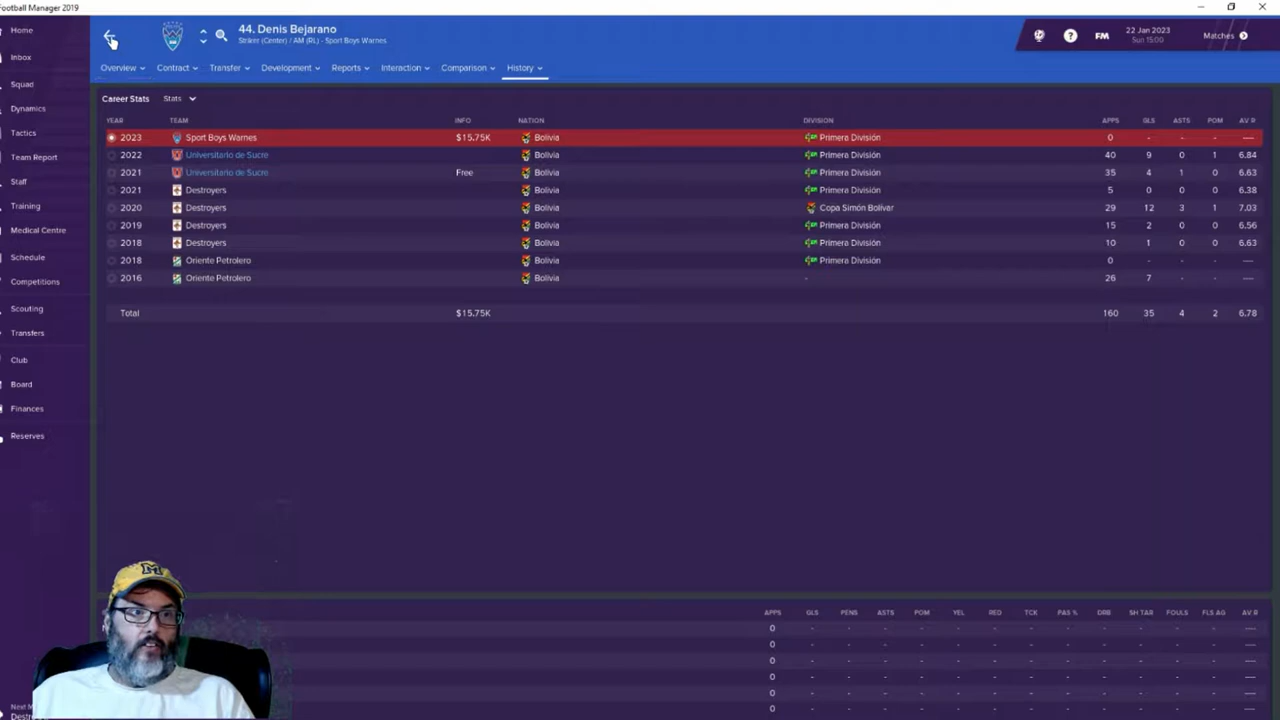 Football Manager 2019
Home
Inbox
Squad
Dynamics
Tactics
Team Report
Staff
Training
Medical Centre
Schedule
Competitions
Scouting
Transfers
Club
Board
Finances
Reserves
44. Denis Bejarano
Striker (Center) / AM (RL) - Sport Boys Warnes
22 Jan 2023
Sun 15:00
FM
Matches
Overview Contract Transfer Development Reports Interaction Comparison History
Career Stats Stats
YEAR TEAM INFO NATION DIVISION APPS GLS ASTS POM AV R
2023 Sport Boys Warnes $15.75K Bolivia Primera División 0 - - - ----
2022 Universitario de Sucre Bolivia Primera División 40 9 0 1 6.84
2021 Universitario de Sucre Free Bolivia Primera División 35 4 1 0 6.63
2021 Destroyers Bolivia Primera División 5 0 0 0 6.38
2020 Destroyers Bolivia Copa Simón Bolívar 29 12 3 1 7.03
2019 Destroyers Bolivia Primera División 15 2 0 0 6.56
2018 Destroyers Bolivia Primera División 10 1 0 0 6.63
2018 Oriente Petrolero Bolivia Primera División 0 - - - ----
2016 Oriente Petrolero Bolivia - 26 7 - - ----
Total $15.75K 160 35 4 2 6.78
APPS GLS PENS ASTS POM YEL RED TCK PAS % DRB SH TAR FOULS FLS AG AV R
0 - - - - - - - - - - - - ----
0 - - - - - - - - - - - - ----
0 - - - - - - - - - - - - ----
0 - - - - - - - - - - - - ----
0 - - - - - - - - - - - - ----
0 - - - - - - - - - - - - ----
M